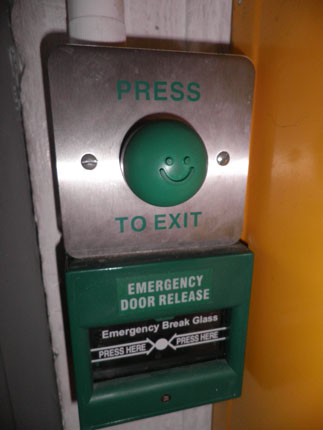 PRESS
TO EXIT
EMERGENCY
DOOR RELEASE
Emergency Break Glass
PRESS HERE PRESS HERE